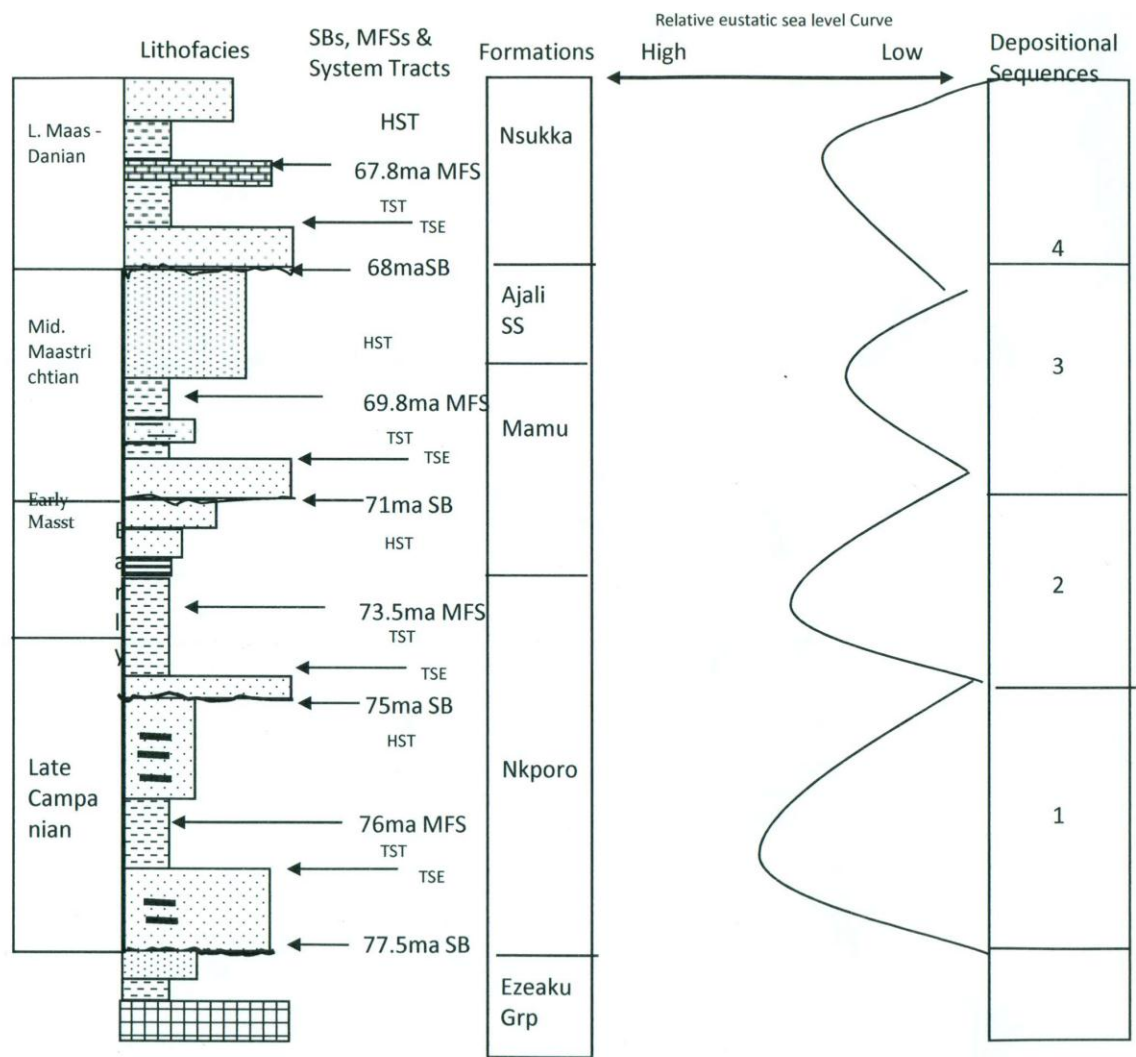 Relative eustatic sea level Curve
Lithofacies
SBs, MFSs &
System Tracts
Formations
High
Low
Depositional
Sequences
L. Maas -
Danian
HST
67.8ma MFS
TST
TSE
68maSB
Nsukka
4
Mid.
Maastri
chtian
HST
69.8ma MFS
TST
TSE
71ma SB
Ajali
SS
Mamu
3
Early
Masst
E
a
r
l
y
HST
73.5ma MFS
TST
TSE
75ma SB
2
Late
Campa
nian
HST
76ma MFS
TST
TSE
77.5ma SB
Nkporo
1
Ezeaku
Grp